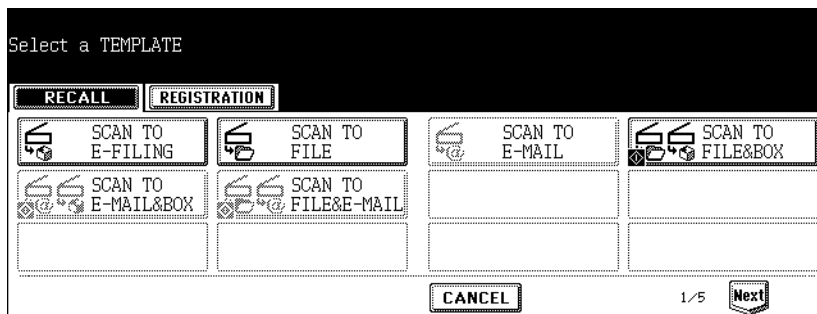 Select a TEMPLATE
RECALL REGISTRATION
SCAN TO SCAN TO SCAN TO SCAN TO
E-FILING FILE E-MAIL FILE&BOX
SCAN TO SCAN TO
E-MAIL&BOX FILE&E-MAIL
CANCEL 1/5 Next